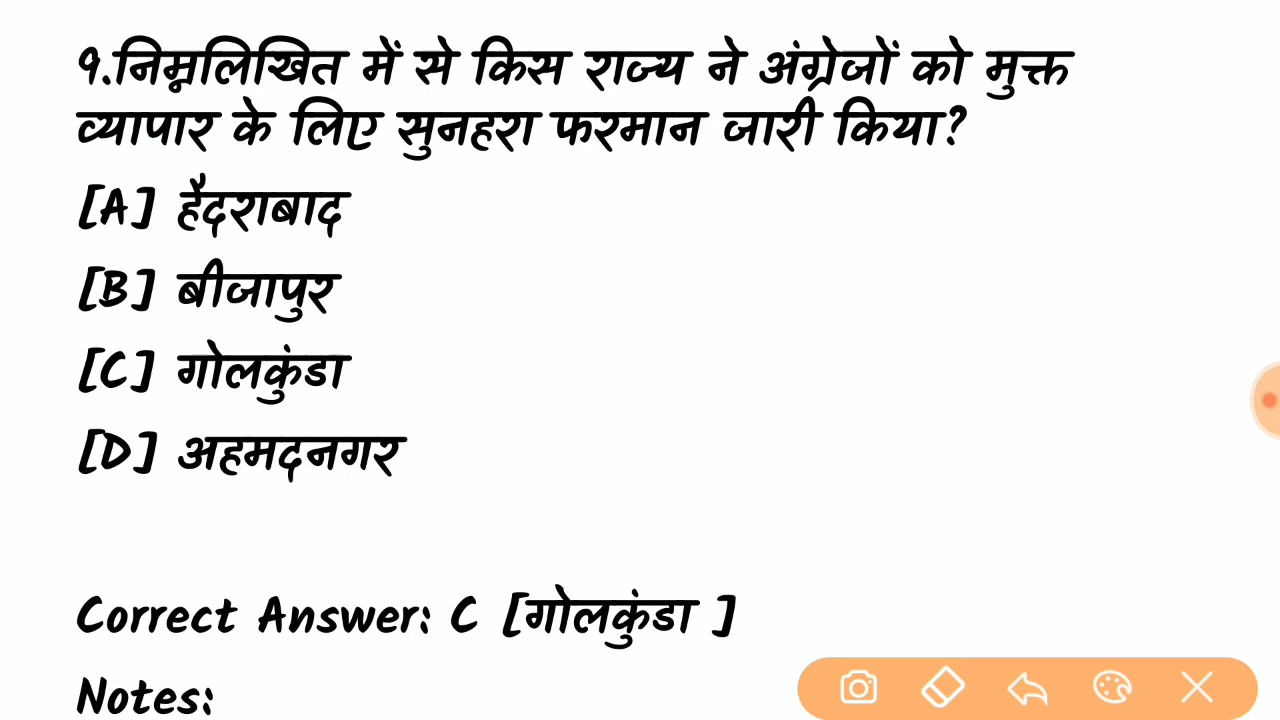 9.निम्नलिखित में से किस राज्य ने अंग्रेजों को मुक्त
व्यापार के लिए सुनहरा फरमान जारी किया?
[A] हैदराबाद
[B] बीजापुर
[C] गोलकुंडा
[D] अहमदनगर
Correct Answer: C [गोलकुंडा ]
Notes: